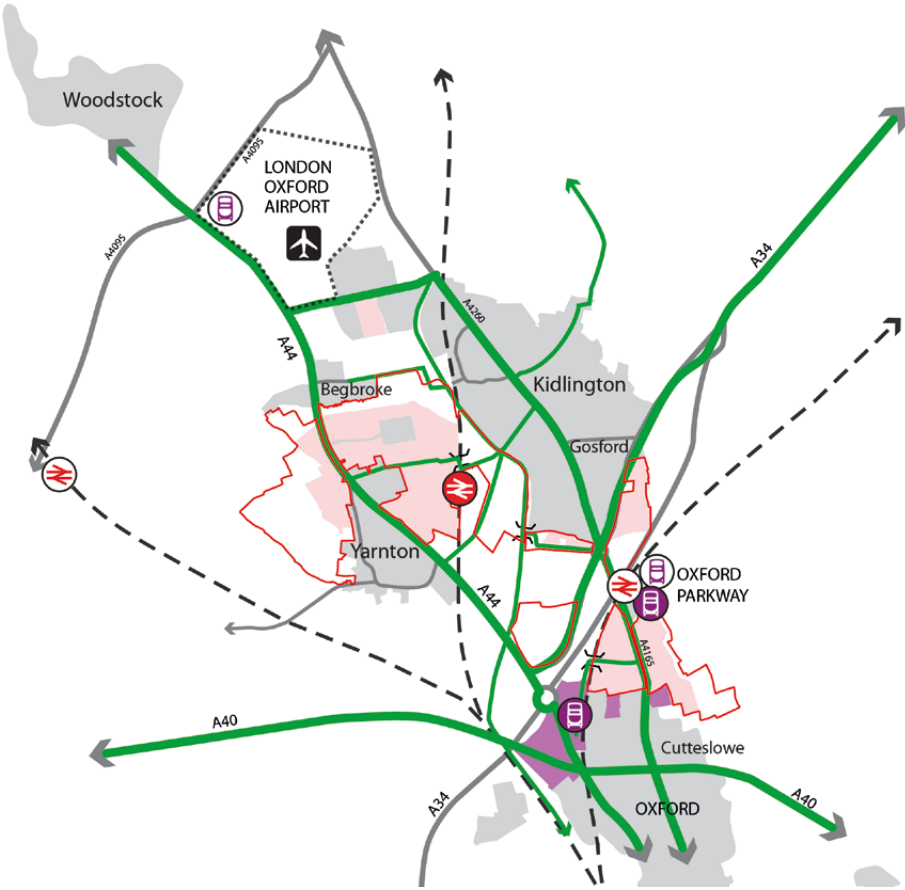 Woodstock
A4095
LONDON
OXFORD
AIRPORT
A34
A4095
A4260
A44
Begbroke
Kidlington
Gosford
Yarnton
OXFORD
PARKWAY
A44
A4165
A40
Cutteslowe
A34
OXFORD
A40